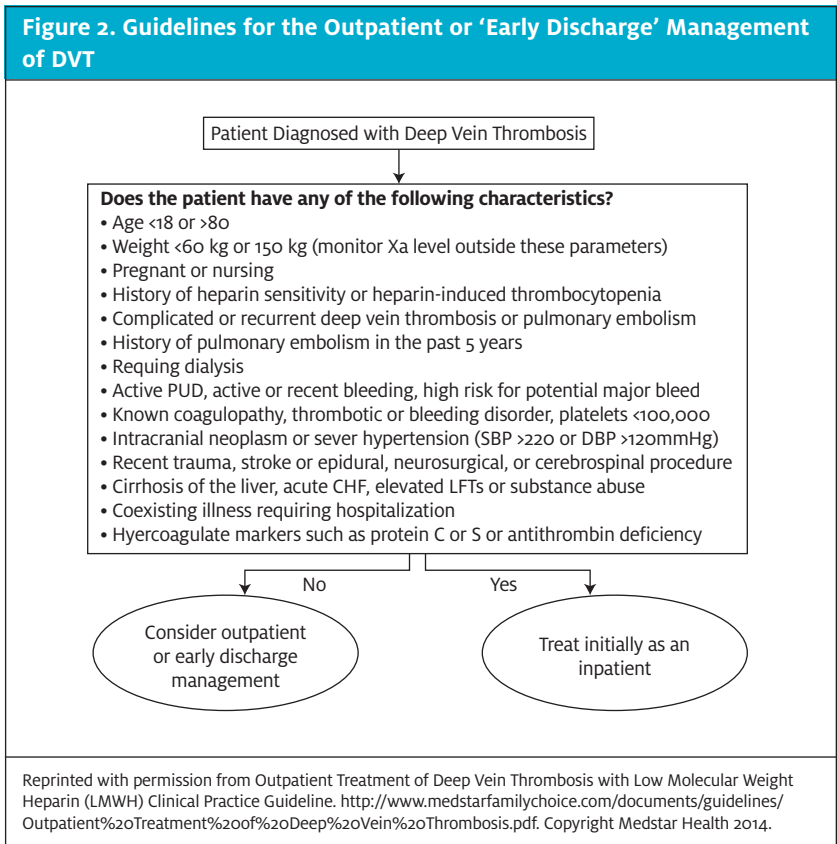 Figure 2. Guidelines for the Outpatient or ‘Early Discharge’ Management
of DVT
Patient Diagnosed with Deep Vein Thrombosis
Does the patient have any of the following characteristics?
• Age <18 or >80
• Weight <60 kg or 150 kg (monitor Xa level outside these parameters)
• Pregnant or nursing
• History of heparin sensitivity or heparin-induced thrombocytopenia
• Complicated or recurrent deep vein thrombosis or pulmonary embolism
• History of pulmonary embolism in the past 5 years
• Requing dialysis
• Active PUD, active or recent bleeding, high risk for potential major bleed
• Known coagulopathy, thrombotic or bleeding disorder, platelets <100,000
• Intracranial neoplasm or sever hypertension (SBP >220 or DBP >120mmHg)
• Recent trauma, stroke or epidural, neurosurgical, or cerebrospinal procedure
• Cirrhosis of the liver, acute CHF, elevated LFTs or substance abuse
• Coexisting illness requiring hospitalization
• Hyercoagulate markers such as protein C or S or antithrombin deficiency
No
Yes
Consider outpatient
or early discharge
management
Treat initially as an
inpatient
Reprinted with permission from Outpatient Treatment of Deep Vein Thrombosis with Low Molecular Weight
Heparin (LMWH) Clinical Practice Guideline. http://www.medstarfamilychoice.com/documents/guidelines/
Outpatient%20Treatment%20of%20Deep%20Vein%20Thrombosis.pdf. Copyright Medstar Health 2014.